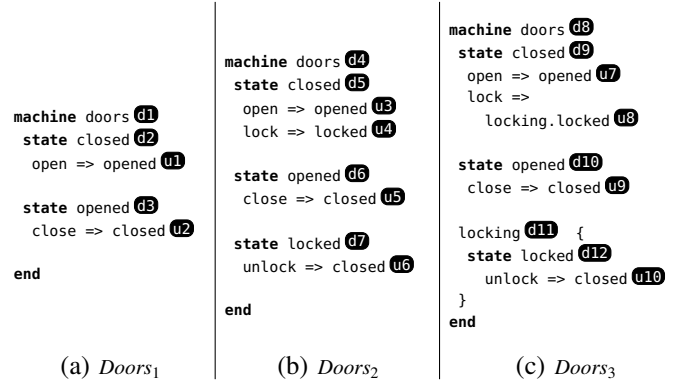 machine doors d1
state closed d2
open => opened u1
state opened d3
close => closed u2
end
(a) Doors1
machine doors d4
state closed d5
open => opened u3
lock => locked u4
state opened d6
close => closed u5
state locked d7
unlock => closed u6
end
(b) Doors2
machine doors d8
state closed d9
open => opened u7
lock =>
locking.locked u8
state opened d10
close => closed u9
locking d11 {
state locked d12
unlock => closed u10
}
end
(c) Doors3